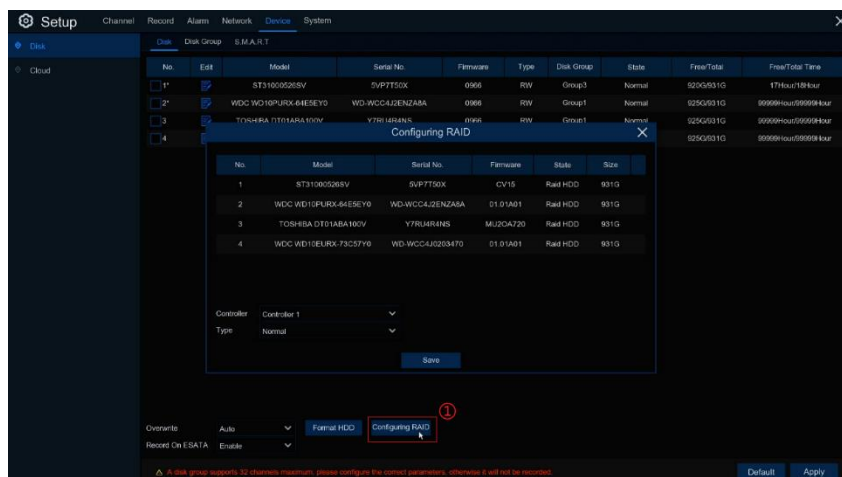 Setup Channel Record Alarm Network Device System
Disk Disk Disk Group S.M.A.R.T
Cloud No. Edit Model Serial No. Firmware Type Disk Group State Free/Total Free/Total Time
1* ST31000526SV 5VP7T50X 0966 RW Group3 Normal 920G/931G 17Hour/18Hour
2* WDC WD10PURX-64E5EY0 WD-WCC4J2ENZA8A 0966 RW Group1 Normal 925G/931G 99999Hour/99999Hour
3 TOSHIBA DT01ABA100V Y7RU4R4NS 0966 RW Group1 Normal 925G/931G 99999Hour/99999Hour
4 925G/931G 99999Hour/99999Hour
Configuring RAID
No. Model Serial No. Firmware State Size
1 ST31000526SV 5VP7T50X CV15 Raid HDD 931G
2 WDC WD10PURX-64E5EY0 WD-WCC4J2ENZA8A 01.01A01 Raid HDD 931G
3 TOSHIBA DT01ABA100V Y7RU4R4NS MU2OA720 Raid HDD 931G
4 WDC WD10EURX-73C57Y0 WD-WCC4J0203470 01.01A01 Raid HDD 931G
Controller Controller 1
Type Normal
Save
①
Overwrite Auto Format HDD Configuring RAID
Record On ESATA Enable
A disk group supports 32 channels maximum, please configure the correct parameters, otherwise it will not be recorded. Default Apply